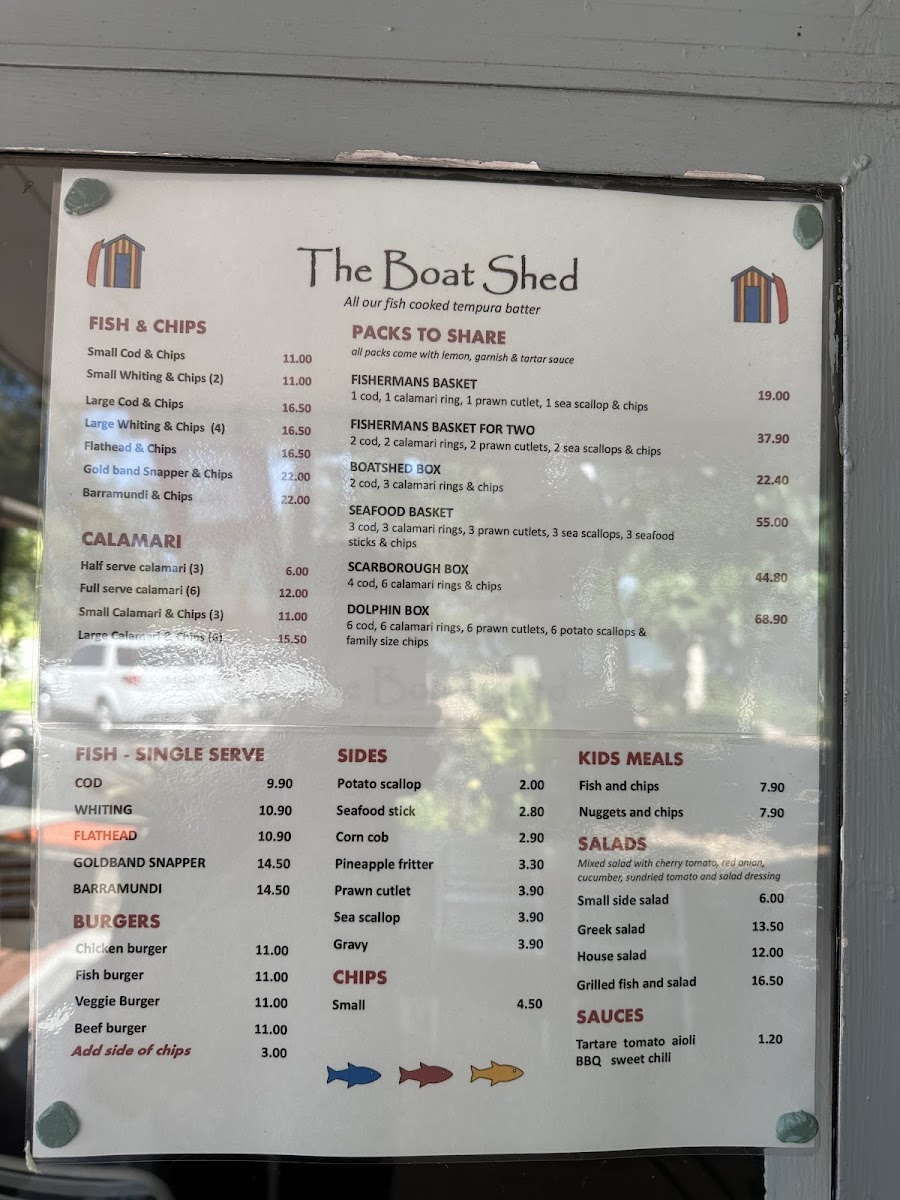 The Boat Shed
All our fish cooked tempura batter
FISH & CHIPS
Small Cod & Chips 11.00
Small Whiting & Chips (2) 11.00
Large Cod & Chips 16.50
Large Whiting & Chips (4) 16.50
Flathead & Chips 16.50
Gold band Snapper & Chips 22.00
Barramundi & Chips 22.00
CALAMARI
Half serve calamari (3) 6.00
Full serve calamari (6) 12.00
Small Calamari & Chips (3) 11.00
Large Calamari & Chips (6) 15.50
PACKS TO SHARE
all packs come with lemon, garnish & tartar sauce
FISHERMANS BASKET
1 cod, 1 calamari ring, 1 prawn cutlet, 1 sea scallop & chips 19.00
FISHERMANS BASKET FOR TWO
2 cod, 2 calamari rings, 2 prawn cutlets, 2 sea scallops & chips 37.90
BOATSHED BOX
2 cod, 3 calamari rings & chips 22.40
SEAFOOD BASKET
3 cod, 3 calamari rings, 3 prawn cutlets, 3 sea scallops, 3 seafood 55.00
sticks & chips
SCARBOROUGH BOX
4 cod, 6 calamari rings & chips 44.80
DOLPHIN BOX
6 cod, 6 calamari rings, 6 prawn cutlets, 6 potato scallops & 68.90
family size chips
FISH - SINGLE SERVE
COD 9.90
WHITING 10.90
FLATHEAD 10.90
GOLDBAND SNAPPER 14.50
BARRAMUNDI 14.50
BURGERS
Chicken burger 11.00
Fish burger 11.00
Veggie Burger 11.00
Beef burger 11.00
Add side of chips 3.00
SIDES
Potato scallop 2.00
Seafood stick 2.80
Corn cob 2.90
Pineapple fritter 3.30
Prawn cutlet 3.90
Sea scallop 3.90
Gravy 3.90
CHIPS
Small 4.50
KIDS MEALS
Fish and chips 7.90
Nuggets and chips 7.90
SALADS
Mixed salad with cherry tomato, red onion,
cucumber, sundried tomato and salad dressing
Small side salad 6.00
Greek salad 13.50
House salad 12.00
Grilled fish and salad 16.50
SAUCES
Tartare tomato aioli 1.20
BBQ sweet chili